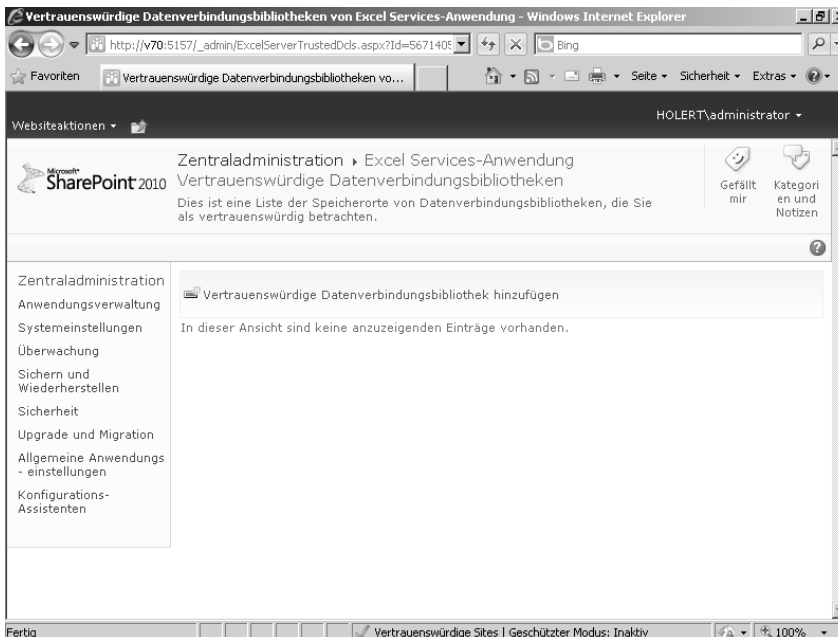 Vertrauenswürdige Datenverbindungsbibliotheken von Excel Services-Anwendung - Windows Internet Explorer
http://v70:5157/_admin/ExcelServerTrustedDcls.aspx?Id=5671405
Bing
Favoriten
Vertrauenswürdige Datenverbindungsbibliotheken vo...
Seite
Sicherheit
Extras
HOLERT\administrator
Websiteaktionen
Microsoft
SharePoint 2010
Zentraladministration ▸ Excel Services-Anwendung
Vertrauenswürdige Datenverbindungsbibliotheken
Dies ist eine Liste der Speicherorte von Datenverbindungsbibliotheken, die Sie
als vertrauenswürdig betrachten.
Gefällt
mir
Kategori
en und
Notizen
Zentraladministration
Anwendungsverwaltung
Systemeinstellungen
Überwachung
Sichern und
Wiederherstellen
Sicherheit
Upgrade und Migration
Allgemeine Anwendungs
- einstellungen
Konfigurations-
Assistenten
Vertrauenswürdige Datenverbindungsbibliothek hinzufügen
In dieser Ansicht sind keine anzuzeigenden Einträge vorhanden.
Fertig
Vertrauenswürdige Sites | Geschützter Modus: Inaktiv
100%